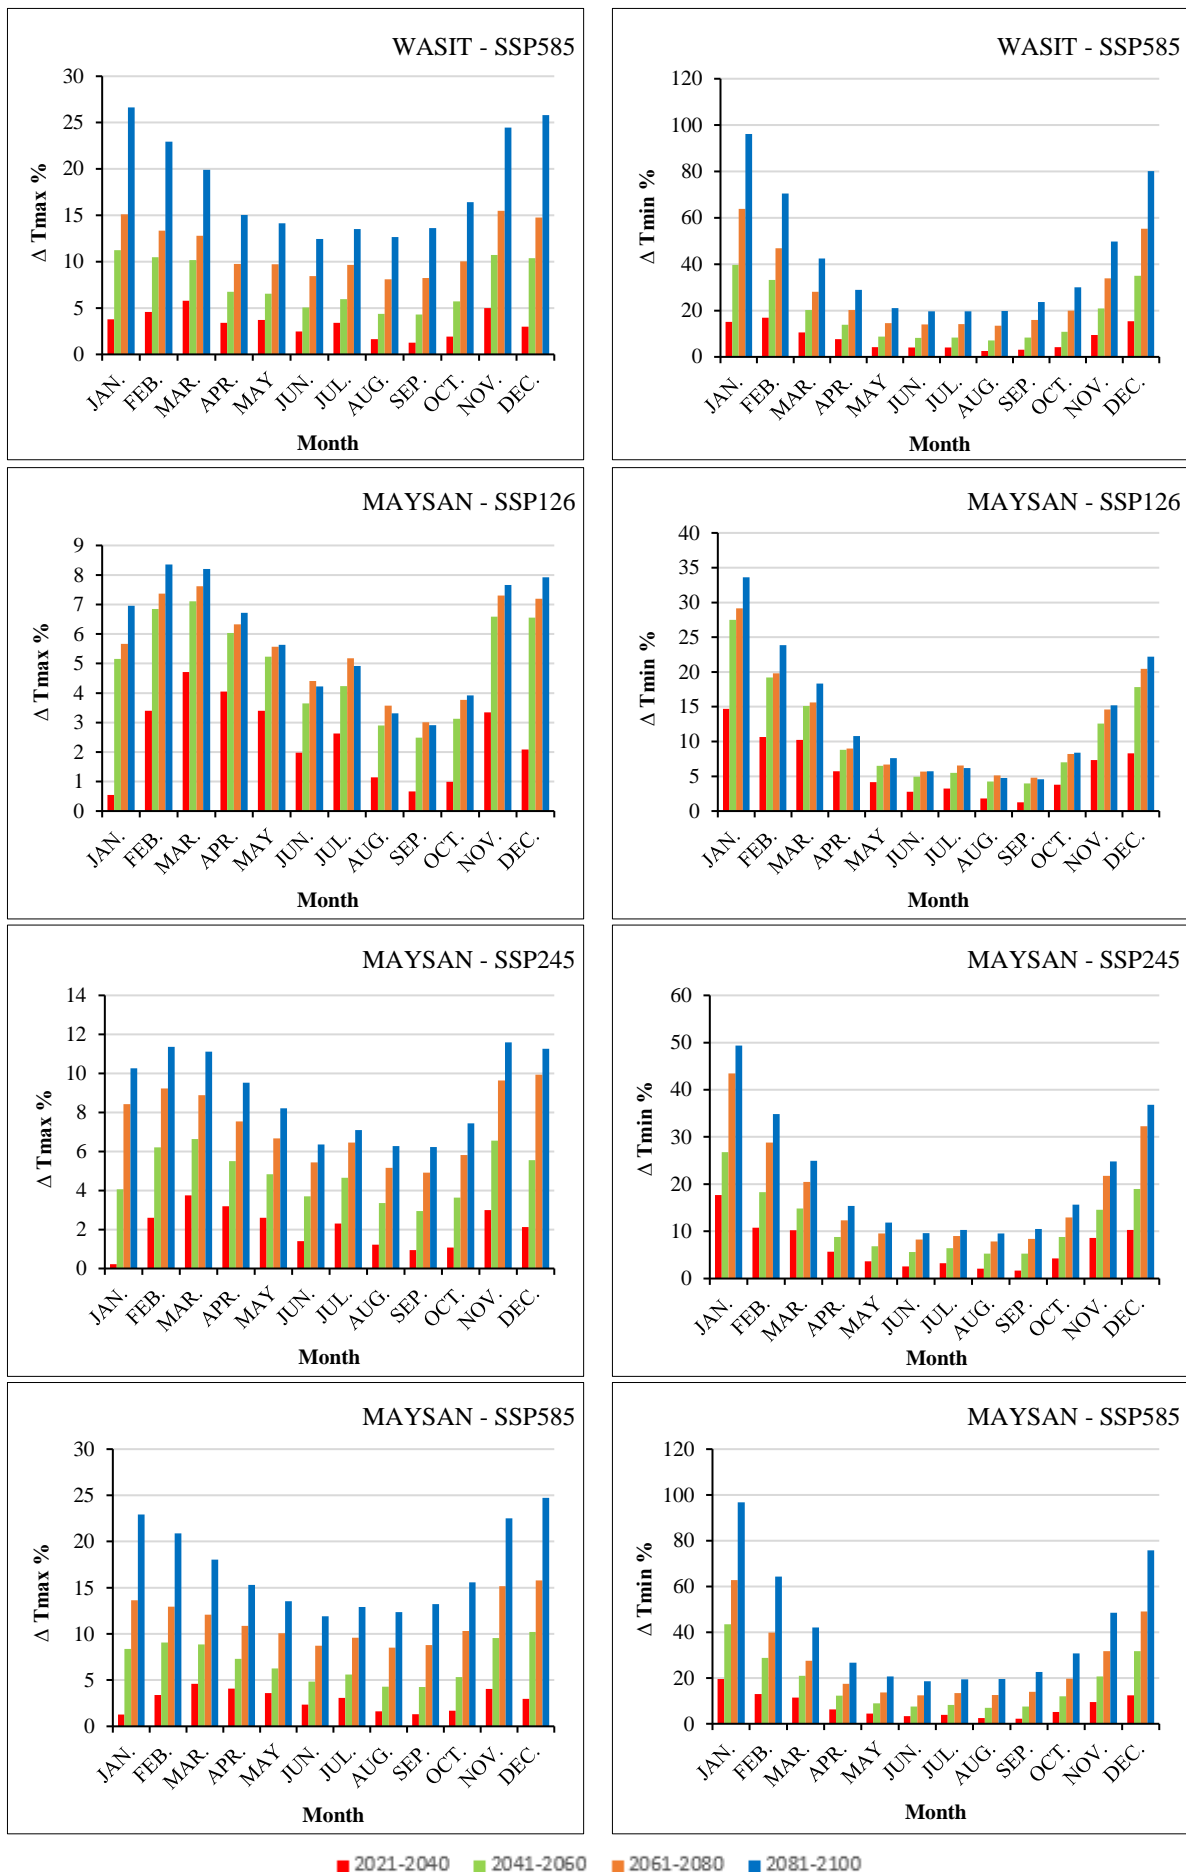 WASIT - SSP585
30
25
20
15
10
5
0
Δ Tmax %
JAN. FEB. MAR. APR. MAY JUN. JUL. AUG. SEP. OCT. NOV. DEC.
Month
WASIT - SSP585
120
100
80
60
40
20
0
Δ Tmin %
JAN. FEB. MAR. APR. MAY JUN. JUL. AUG. SEP. OCT. NOV. DEC.
Month
MAYSAN - SSP126
9
8
7
6
5
4
3
2
1
0
Δ Tmax %
JAN. FEB. MAR. APR. MAY JUN. JUL. AUG. SEP. OCT. NOV. DEC.
Month
MAYSAN - SSP126
40
35
30
25
20
15
10
5
0
Δ Tmin %
JAN. FEB. MAR. APR. MAY JUN. JUL. AUG. SEP. OCT. NOV. DEC.
Month
MAYSAN - SSP245
14
12
10
8
6
4
2
0
Δ Tmax %
JAN. FEB. MAR. APR. MAY JUN. JUL. AUG. SEP. OCT. NOV. DEC.
Month
MAYSAN - SSP245
60
50
40
30
20
10
0
Δ Tmin %
JAN. FEB. MAR. APR. MAY JUN. JUL. AUG. SEP. OCT. NOV. DEC.
Month
MAYSAN - SSP585
30
25
20
15
10
5
0
Δ Tmax %
JAN. FEB. MAR. APR. MAY JUN. JUL. AUG. SEP. OCT. NOV. DEC.
Month
MAYSAN - SSP585
120
100
80
60
40
20
0
Δ Tmin %
JAN. FEB. MAR. APR. MAY JUN. JUL. AUG. SEP. OCT. NOV. DEC.
Month
2021-2040 2041-2060 2061-2080 2081-2100